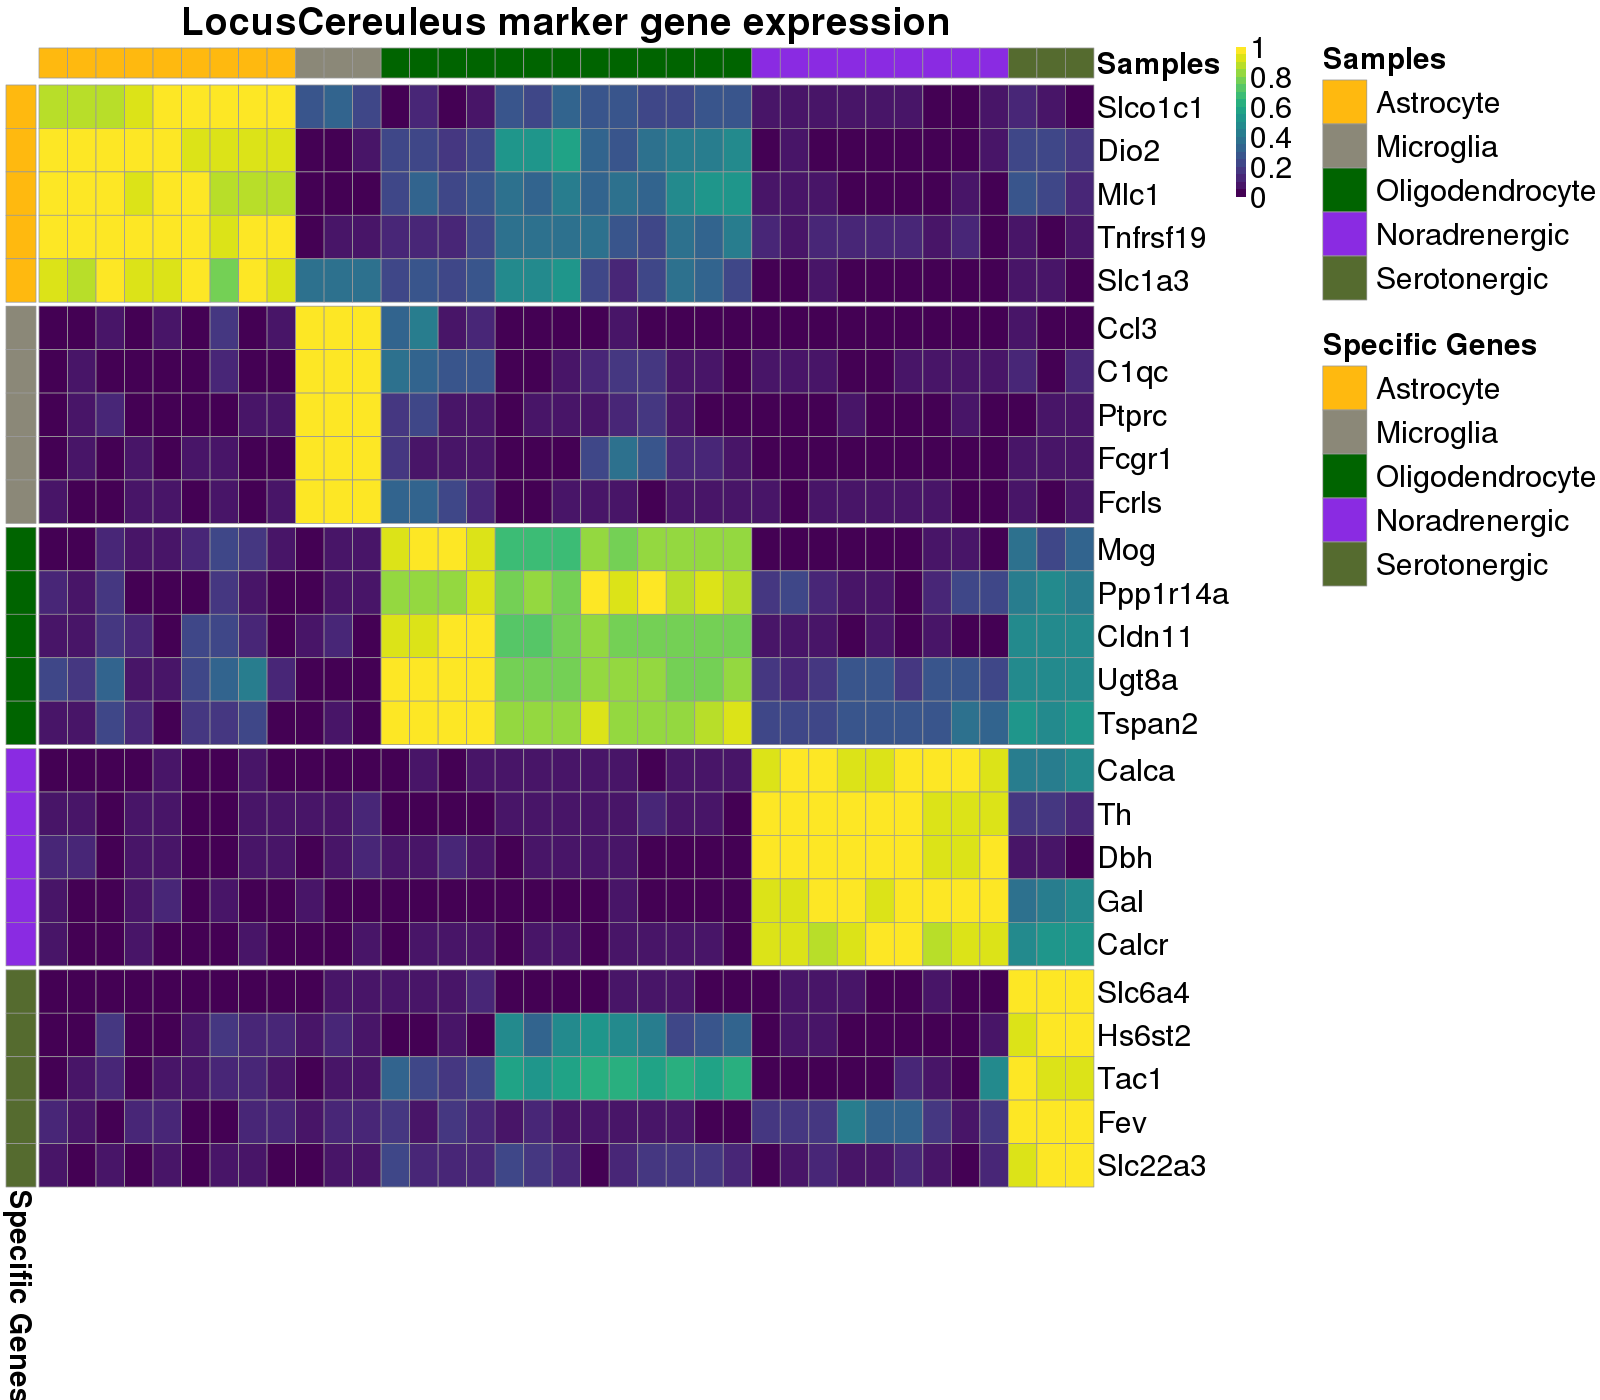 LocusCereuleus marker gene expression
Samples
Slco1c1
Dio2
Mlc1
Tnfrsf19
Slc1a3
Ccl3
C1qc
Ptprc
Fcgr1
Fcrls
Mog
Ppp1r14a
Cldn11
Ugt8a
Tspan2
Calca
Th
Dbh
Gal
Calcr
Slc6a4
Hs6st2
Tac1
Fev
Slc22a3
Specific Genes
1
0.8
0.6
0.4
0.2
0
Samples
Astrocyte
Microglia
Oligodendrocyte
Noradrenergic
Serotonergic
Specific Genes
Astrocyte
Microglia
Oligodendrocyte
Noradrenergic
Serotonergic